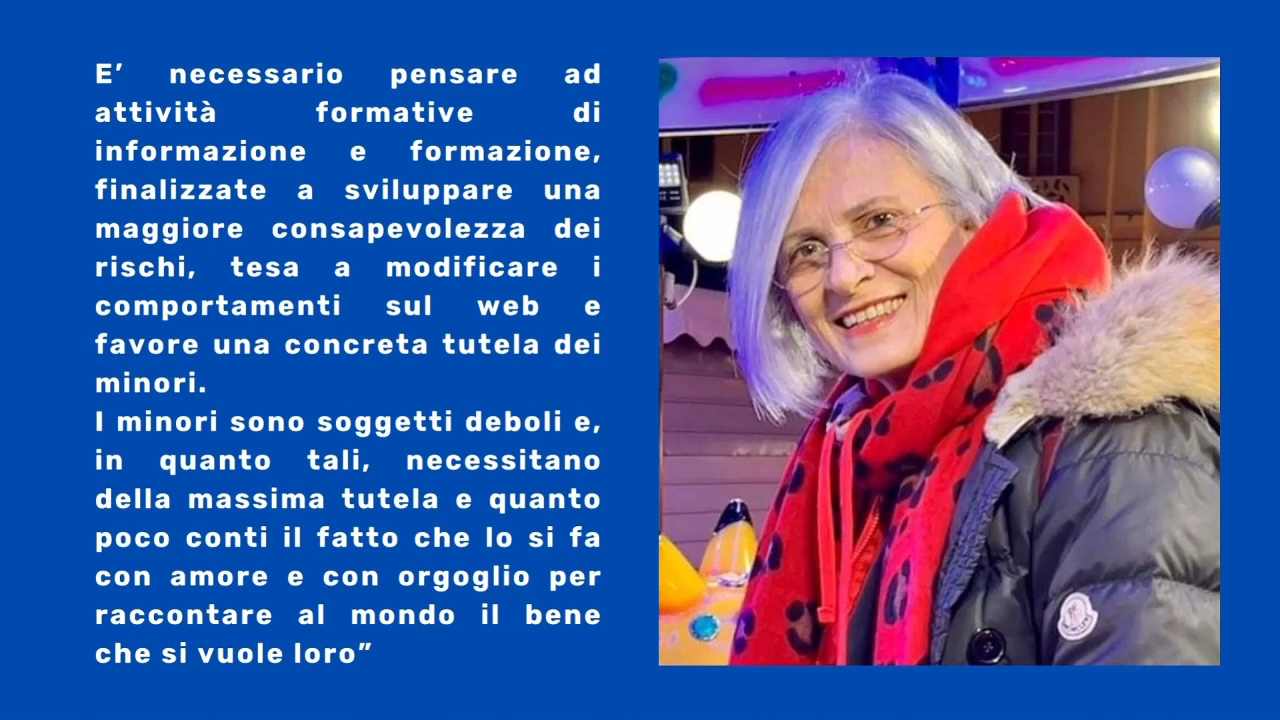 E’ necessario pensare ad
attività formative di
informazione e formazione,
finalizzate a sviluppare una
maggiore consapevolezza dei
rischi, tesa a modificare i
comportamenti sul web e
favore una concreta tutela dei
minori.
I minori sono soggetti deboli e,
in quanto tali, necessitano
della massima tutela e quanto
poco conti il fatto che lo si fa
con amore e con orgoglio per
raccontare al mondo il bene
che si vuole loro”